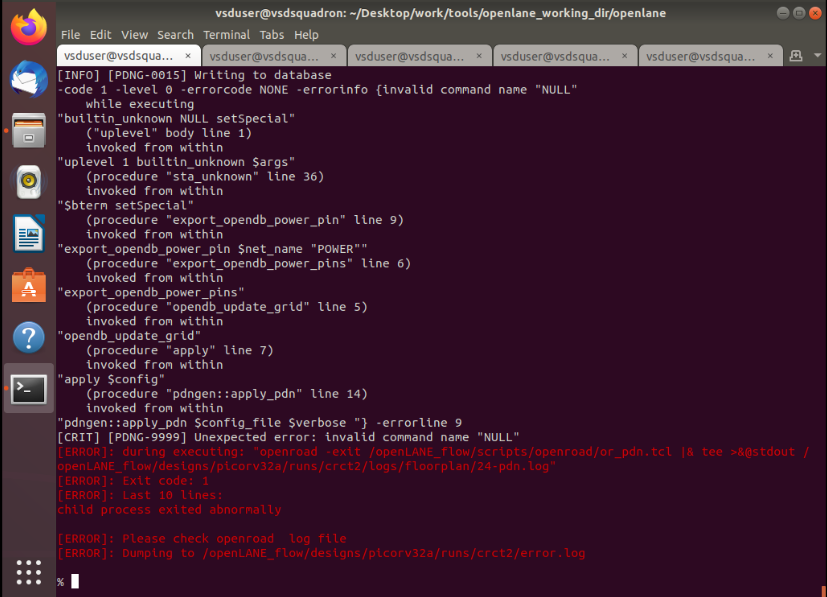 vsduser@vsdsquadron: ~/Desktop/work/tools/openlane_working_dir/openlane
File Edit View Search Terminal Tabs Help
vsduser@vsdsqua... × vsduser@vsdsqua... × vsduser@vsdsqua... × vsduser@vsdsqua... × vsduser@vsdsqua... ×
[INFO] [PDNG-0015] Writing to database
-code 1 -level 0 -errorcode NONE -errorinfo {invalid command name "NULL"
    while executing
"builtin_unknown NULL setSpecial"
    ("uplevel" body line 1)
    invoked from within
"uplevel 1 builtin_unknown $args"
    (procedure "sta_unknown" line 36)
    invoked from within
"$bterm setSpecial"
    (procedure "export_opendb_power_pin" line 9)
    invoked from within
"export_opendb_power_pin $net_name "POWER""
    (procedure "export_opendb_power_pins" line 6)
    invoked from within
"export_opendb_power_pins"
    (procedure "opendb_update_grid" line 5)
    invoked from within
"opendb_update_grid"
    (procedure "apply" line 7)
    invoked from within
"apply $config"
    (procedure "pdngen::apply_pdn" line 14)
    invoked from within
"pdngen::apply_pdn $config_file $verbose "} -errorline 9
[CRIT] [PDNG-9999] Unexpected error: invalid command name "NULL"
[ERROR]: during executing: "openroad -exit /openLANE_flow/scripts/openroad/or_pdn.tcl |& tee >&@stdout /
openLANE_flow/designs/picorv32a/runs/crct2/logs/floorplan/24-pdn.log"
[ERROR]: Exit code: 1
[ERROR]: Last 10 lines:
child process exited abnormally
[ERROR]: Please check openroad  log file
[ERROR]: Dumping to /openLANE_flow/designs/picorv32a/runs/crct2/error.log
%